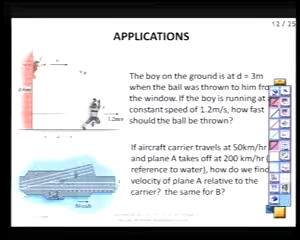 12 / 25
APPLICATIONS
The boy on the ground is at d = 3m
when the ball was thrown to him from
the window. If the boy is running at
constant speed of 1.2m/s, how fast
should the ball be thrown?
1.2m/s
If aircraft carrier travels at 50km/hr
and plane A takes off at 200 km/hr (
reference to water), how do we find
velocity of plane A relative to the
carrier? the same for B?
50 km/h